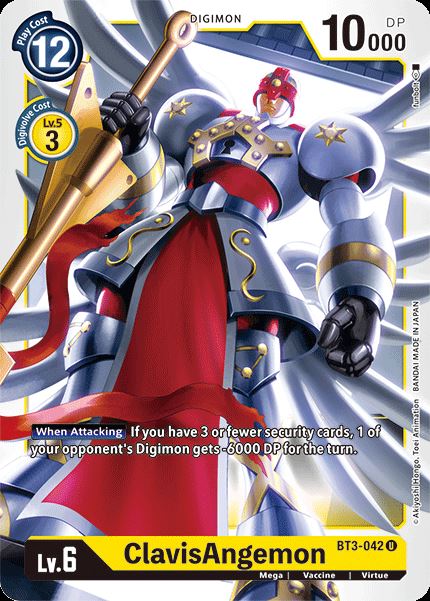 Play Cost
12
DIGIMON
10000
DP
Digivolve Cost
Lv.5
3
funbolt
© Akiyoshi Hongo, Toei Animation BANDAI MADE IN JAPAN
When Attacking If you have 3 or fewer security cards, 1 of
your opponent's Digimon gets -6000 DP for the turn.
BT3-042 U
Lv.6
ClavisAngemon
Mega | Vaccine | Virtue